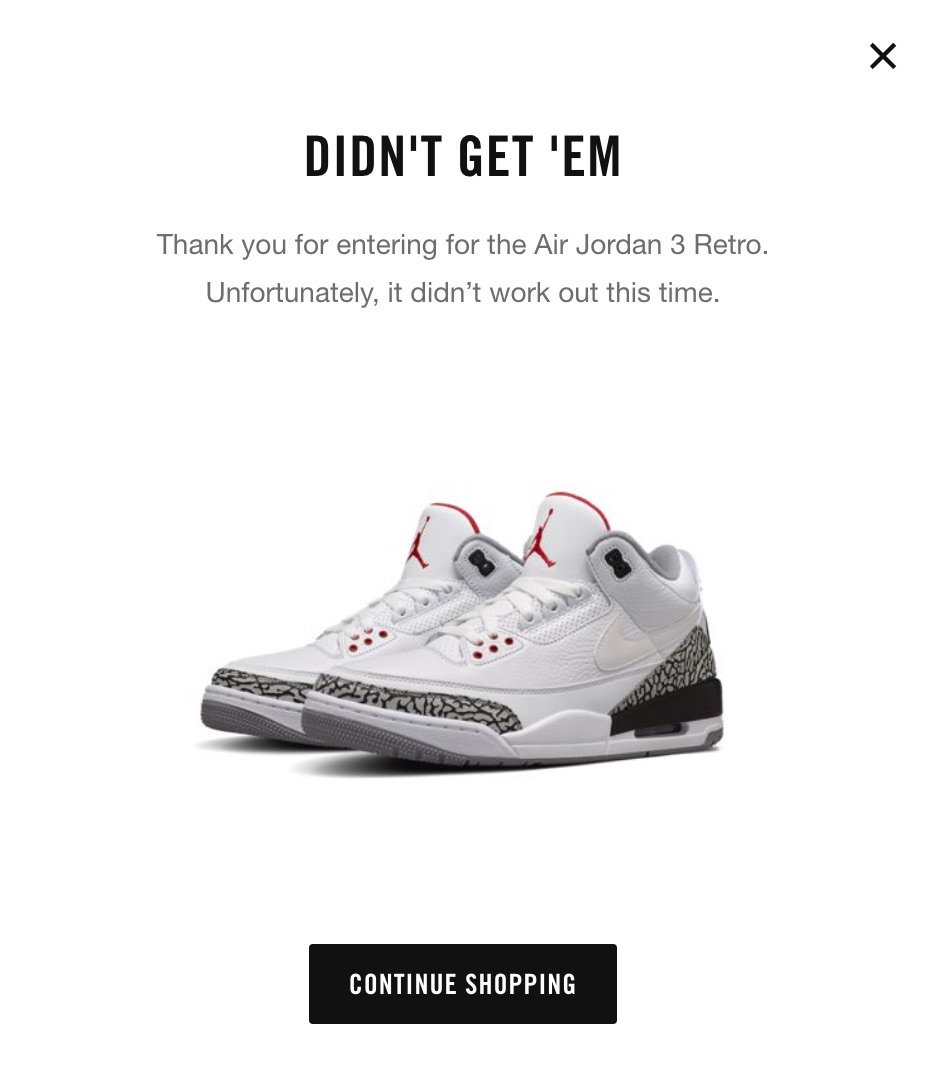 DIDN'T GET 'EM
Thank you for entering for the Air Jordan 3 Retro.
Unfortunately, it didn’t work out this time.
CONTINUE SHOPPING